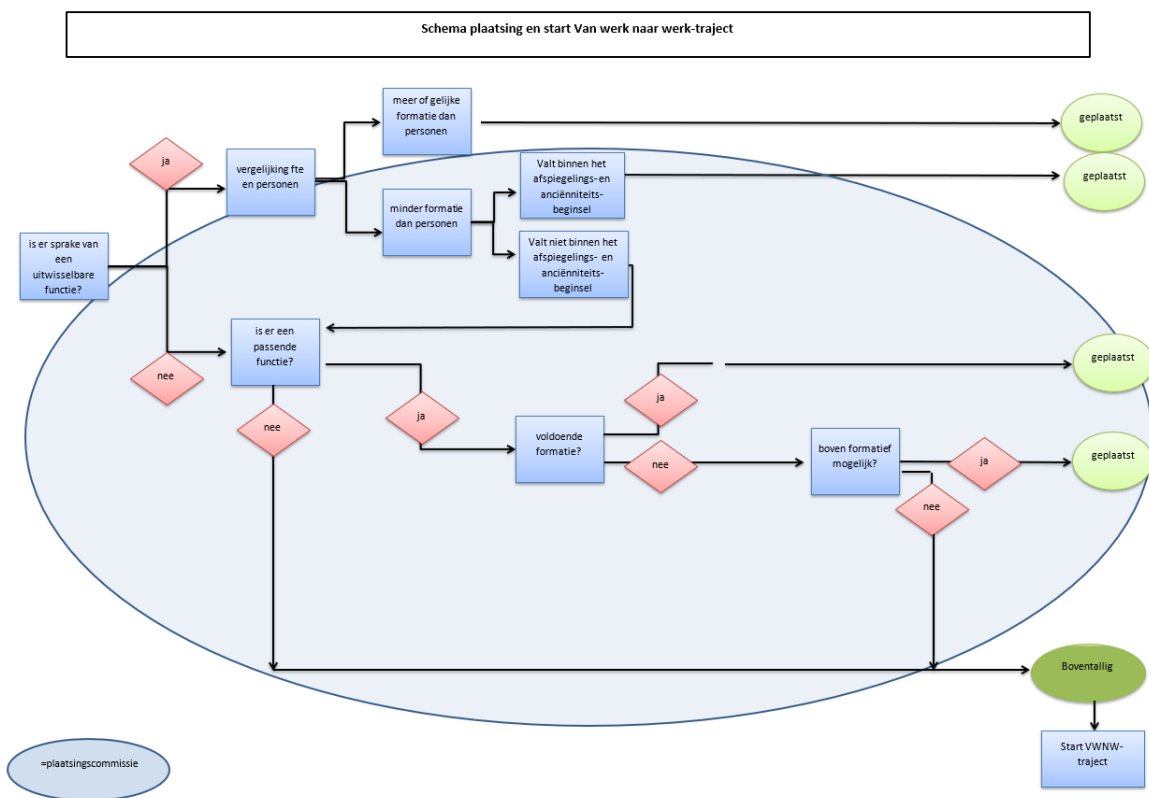 Schema plaatsing en start Van werk naar werk-traject
meer of gelijke
formatie dan
personen
geplaatst
ja
vergelijking fte
en personen
Valt binnen het
afspiegelings- en
anciënniteits-
beginsel
geplaatst
minder formatie
dan personen
is er sprake van
een
uitwisselbare
functie?
Valt niet binnen het
afspiegelings- en
anciënniteits-
beginsel
is er een
passende
functie?
nee
geplaatst
ja
ja
nee
voldoende
formatie?
nee
boven formatief
mogelijk?
ja
geplaatst
nee
Boventallig
Start VWNW-
traject
=plaatsingscommissie